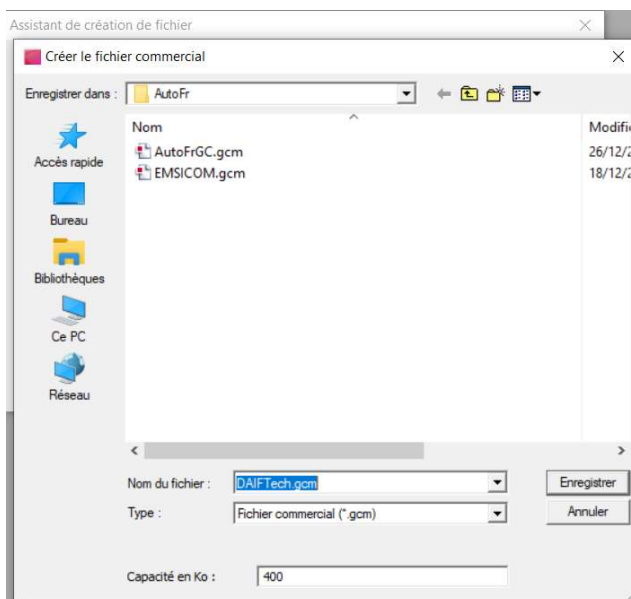 Assistant de création de fichier
Créer le fichier commercial
Enregistrer dans : AutoFr
Nom Modifié
AutoFrGC.gcm 26/12/2
EMSICOM.gcm 18/12/2
Accès rapide
Bureau
Bibliothèques
Ce PC
Réseau
Nom du fichier : DAIFTech.gcm Enregistrer
Type : Fichier commercial (*.gcm) Annuler
Capacité en Ko : 400